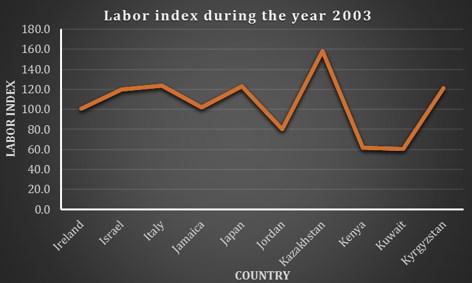 Labor index during the year 2003
LABOR INDEX
180.0
160.0
140.0
120.0
100.0
80.0
60.0
40.0
20.0
0.0
Ireland
Israel
Italy
Jamaica
Japan
Jordan
Kazakhstan
Kenya
Kuwait
Kyrgyzstan
COUNTRY